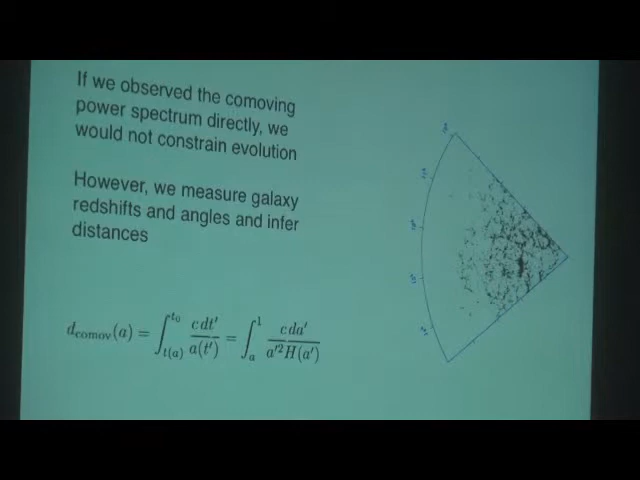 If we observed the comoving
power spectrum directly, we
would not constrain evolution
However, we measure galaxy
redshifts and angles and infer
distances
d_comov(a) = ∫_{t(a)}^{t_0} c dt′ / a(t′) = ∫_a^1 c da′ / a′² H(a′)